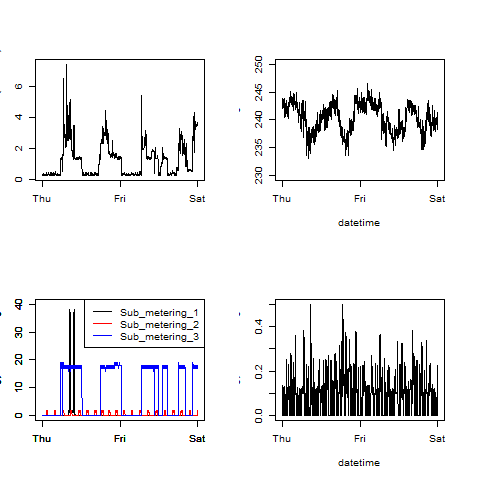 6
4
2
0
Thu Fri Sat
250
245
240
235
230
Thu Fri Sat
datetime
40
30
20
10
0
Sub_metering_1
Sub_metering_2
Sub_metering_3
Thu Fri Sat
0.4
0.2
0.0
Thu Fri Sat
datetime